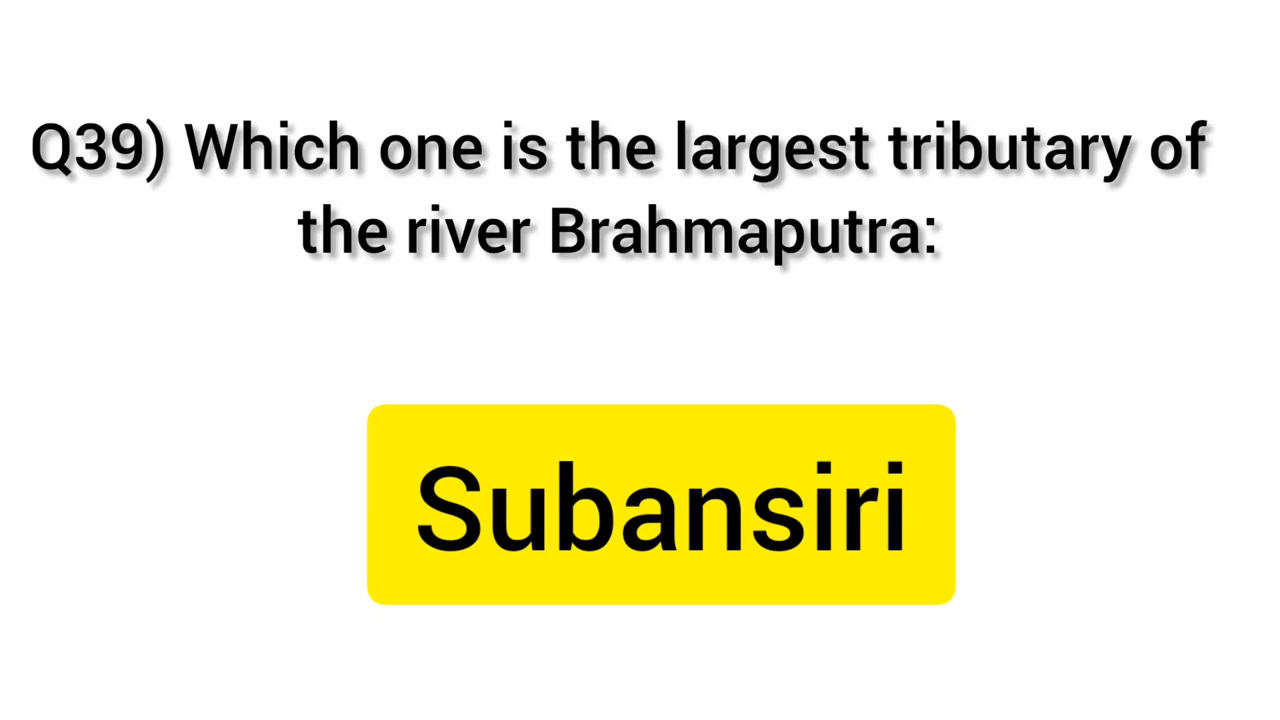 Q39) Which one is the largest tributary of
the river Brahmaputra:
Subansiri